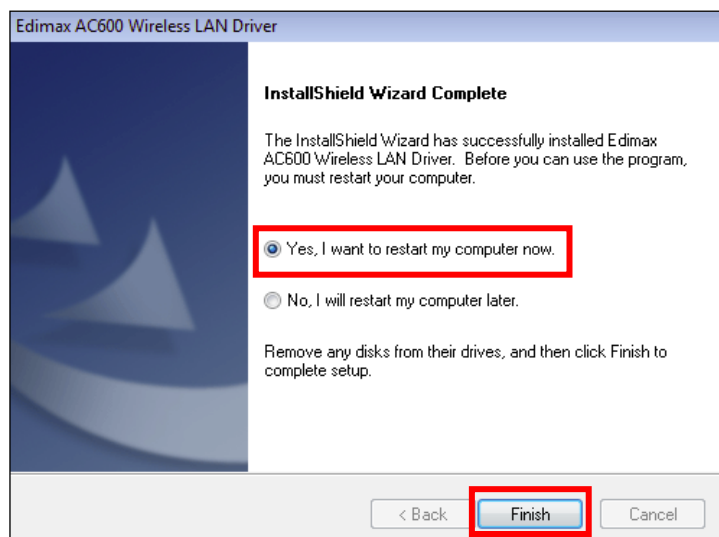 Edimax AC600 Wireless LAN Driver
InstallShield Wizard Complete
The InstallShield Wizard has successfully installed Edimax
AC600 Wireless LAN Driver. Before you can use the program,
you must restart your computer.
Yes, I want to restart my computer now.
No, I will restart my computer later.
Remove any disks from their drives, and then click Finish to
complete setup.
< Back Finish Cancel